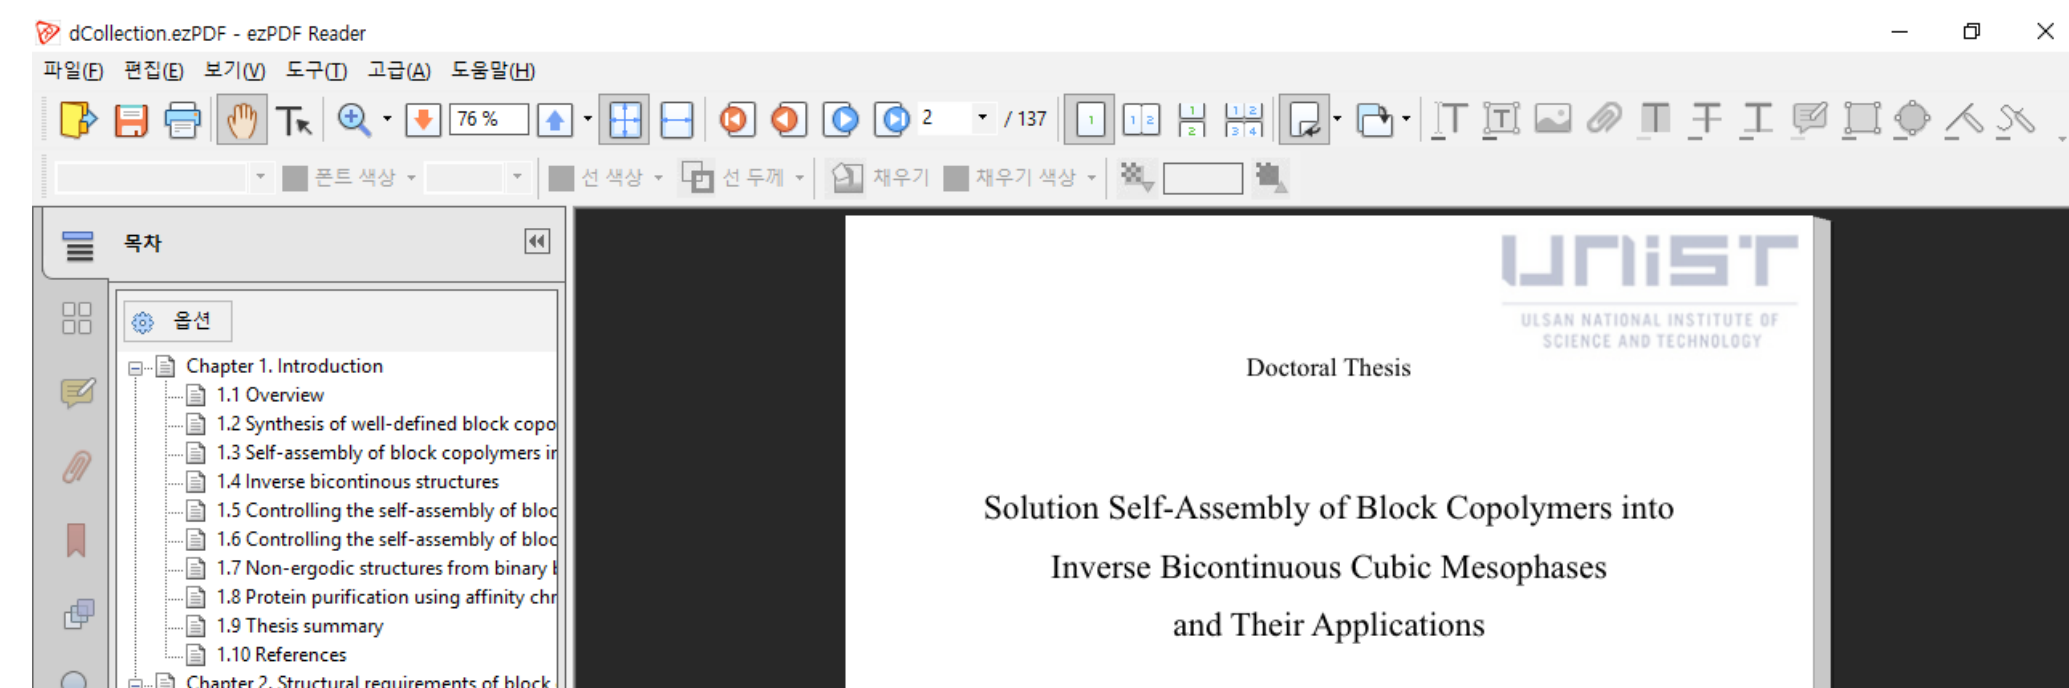 dCollection.ezPDF - ezPDF Reader
파일(F) 편집(E) 보기(V) 도구(T) 고급(A) 도움말(H)
76 % 2 / 137
폰트 색상 선 색상 선 두께 채우기 채우기 색상
목차
옵션
Chapter 1. Introduction
1.1 Overview
1.2 Synthesis of well-defined block copo
1.3 Self-assembly of block copolymers in
1.4 Inverse bicontinous structures
1.5 Controlling the self-assembly of bloc
1.6 Controlling the self-assembly of bloc
1.7 Non-ergodic structures from binary
1.8 Protein purification using affinity chr
1.9 Thesis summary
1.10 References
Chapter 2. Structural requirements of block
UNIST
ULSAN NATIONAL INSTITUTE OF
SCIENCE AND TECHNOLOGY
Doctoral Thesis
Solution Self-Assembly of Block Copolymers into
Inverse Bicontinuous Cubic Mesophases
and Their Applications